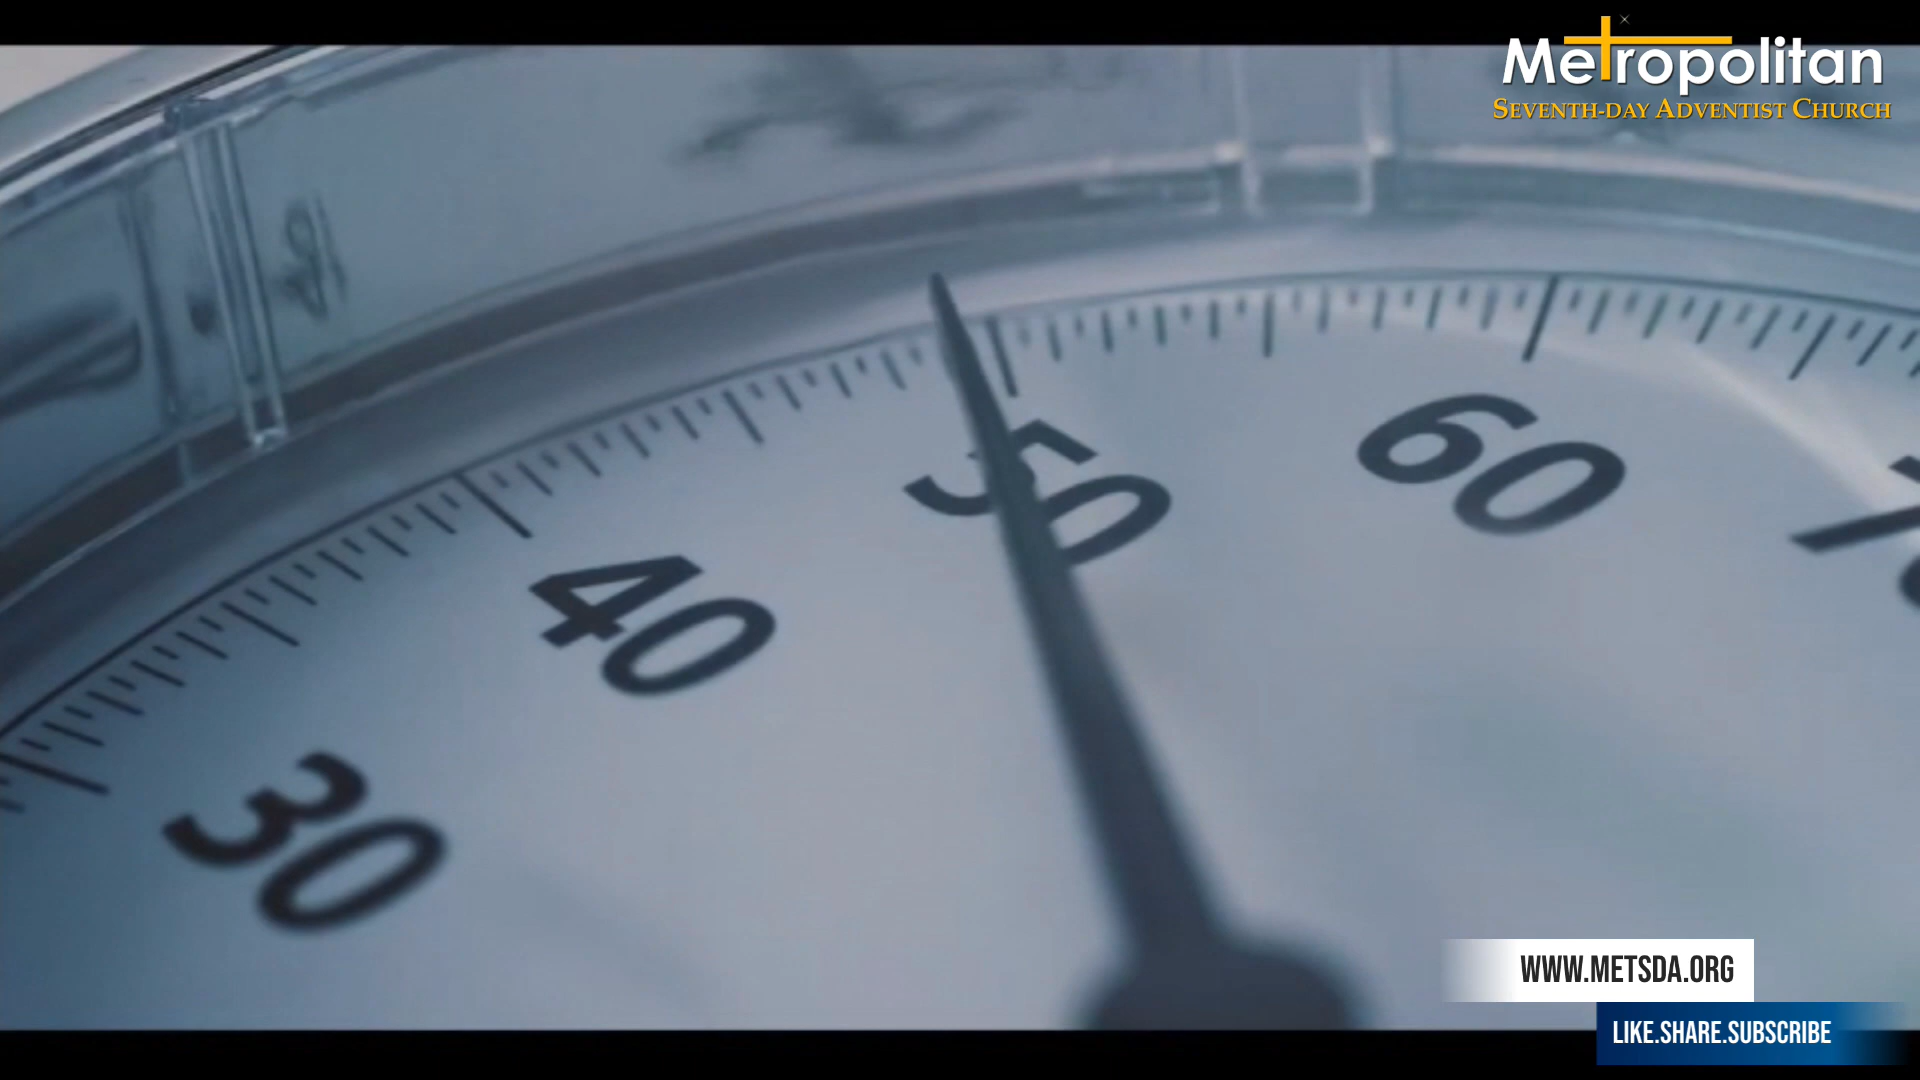 Metropolitan
SEVENTH-DAY ADVENTIST CHURCH
30
40
50
60
WWW.METSDA.ORG
LIKE.SHARE.SUBSCRIBE